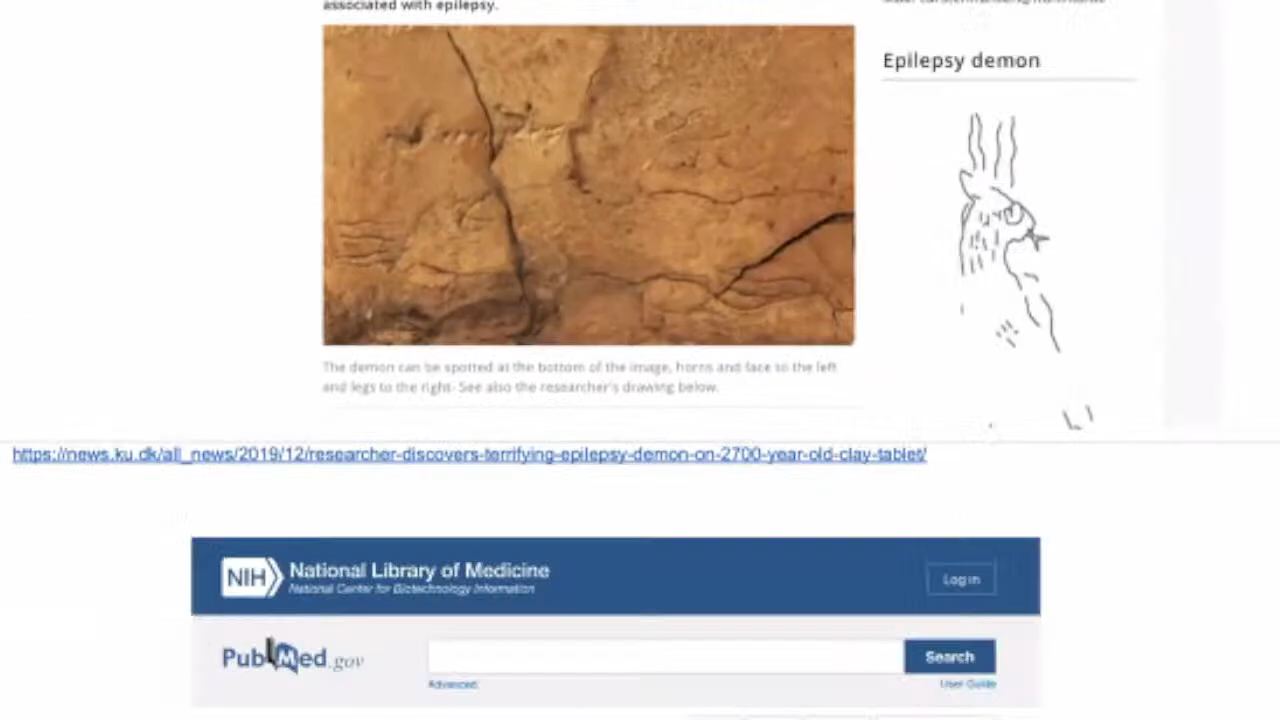 associated with epilepsy.
Epilepsy demon
The demon can be spotted at the bottom of the image, horns and face to the left
and legs to the right. See also the researcher's drawing below.
https://news.ku.dk/all_news/2019/12/researcher-discovers-terrifying-epilepsy-demon-on-2700-year-old-clay-tablet/
NIH National Library of Medicine
National Center for Biotechnology Information
Log in
PubMed.gov
Search
Advanced
User Guide